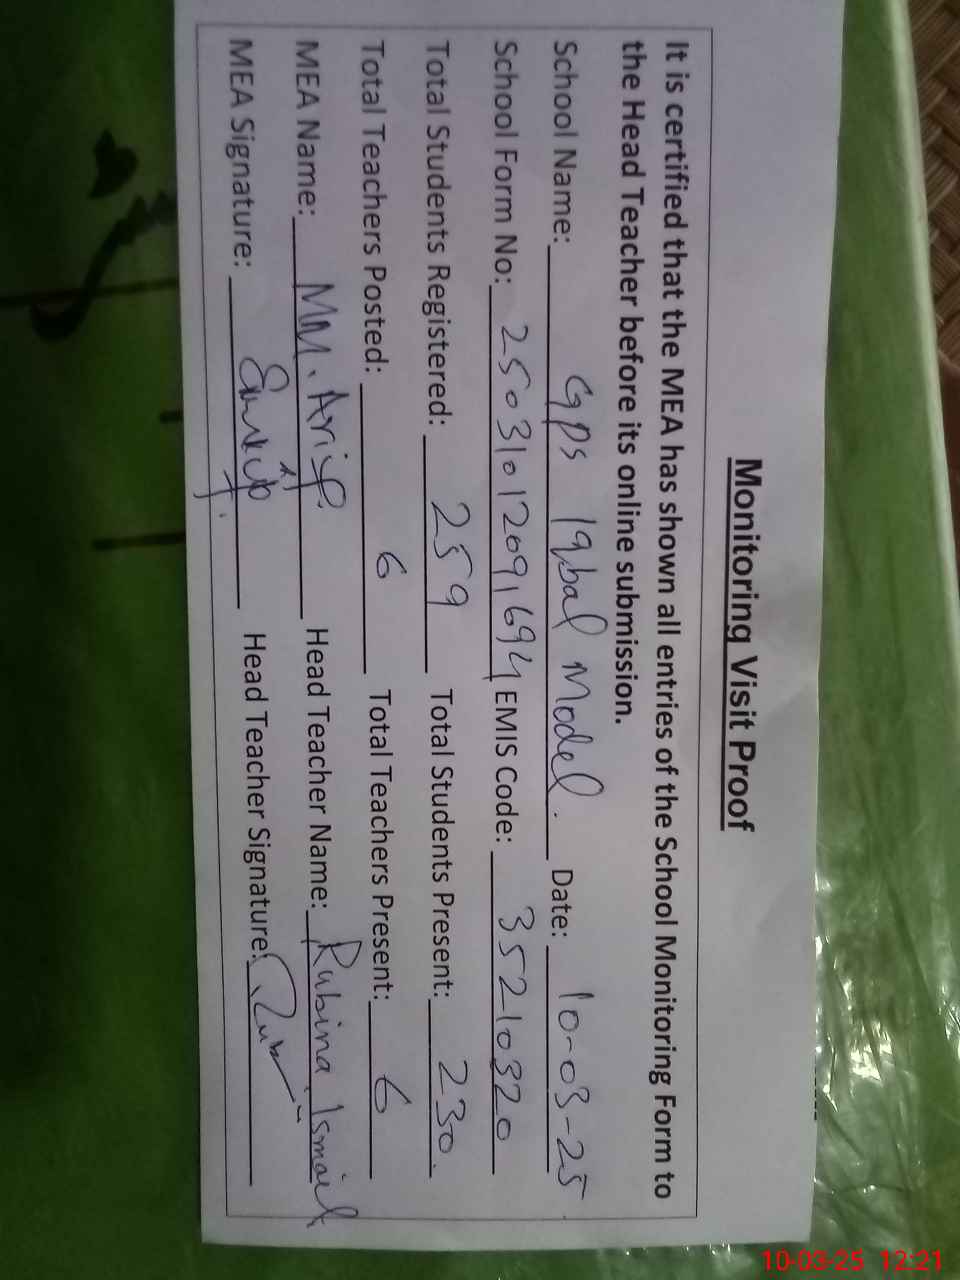 Monitoring Visit Proof
It is certified that the MEA has shown all entries of the School Monitoring Form to
the Head Teacher before its online submission.
School Name: GPS Iqbal Model. Date: 10-03-25
School Form No: 25031012091694 EMIS Code: 35210320
Total Students Registered: 259 Total Students Present: 230.
Total Teachers Posted: 6 Total Teachers Present: 6
MEA Name: MM. Arif. Head Teacher Name: Rubina Ismail
MEA Signature: Head Teacher Signature:
10-03-25 12:21